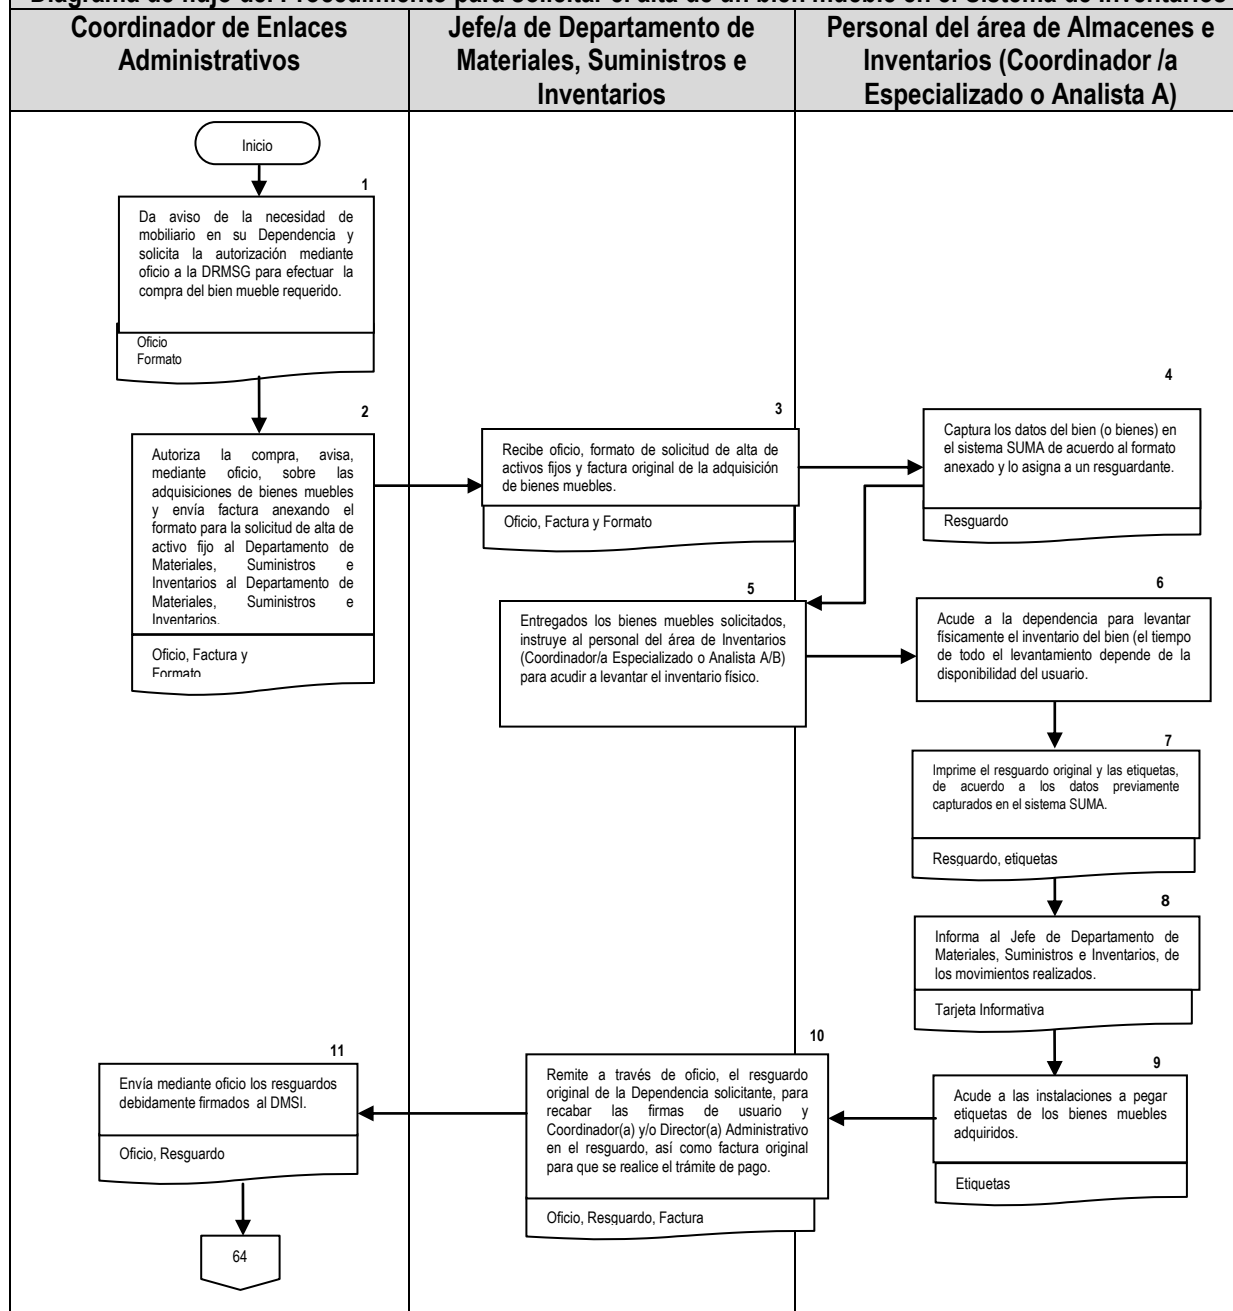 Diagrama de flujo del Procedimiento para solicitar el alta de un bien mueble en el Sistema de Inventarios
Coordinador de Enlaces
Administrativos
Jefe/a de Departamento de
Materiales, Suministros e
Inventarios
Personal del área de Almacenes e
Inventarios (Coordinador /a
Especializado o Analista A)
Inicio
1
Da aviso de la necesidad de
mobiliario en su Dependencia y
solicita la autorización mediante
oficio a la DRMSG para efectuar la
compra del bien mueble requerido.
Oficio
Formato
2
Autoriza la compra, avisa,
mediante oficio, sobre las
adquisiciones de bienes muebles
y envía factura anexando el
formato para la solicitud de alta de
activo fijo al Departamento de
Materiales, Suministros e
Inventarios al Departamento de
Materiales, Suministros e
Inventarios.
Oficio, Factura y
Formato
3
Recibe oficio, formato de solicitud de alta de
activos fijos y factura original de la adquisición
de bienes muebles.
Oficio, Factura y Formato
4
Captura los datos del bien (o bienes) en
el sistema SUMA de acuerdo al formato
anexado y lo asigna a un resguardante.
Resguardo
5
Entregados los bienes muebles solicitados,
instruye al personal del área de Inventarios
(Coordinador/a Especializado o Analista A/B)
para acudir a levantar el inventario físico.
6
Acude a la dependencia para levantar
físicamente el inventario del bien (el tiempo
de todo el levantamiento depende de la
disponibilidad del usuario.
7
Imprime el resguardo original y las etiquetas,
de acuerdo a los datos previamente
capturados en el sistema SUMA.
Resguardo, etiquetas
8
Informa al Jefe de Departamento de
Materiales, Suministros e Inventarios, de
los movimientos realizados.
Tarjeta Informativa
9
Acude a las instalaciones a pegar
etiquetas de los bienes muebles
adquiridos.
Etiquetas
10
Remite a través de oficio, el resguardo
original de la Dependencia solicitante, para
recabar las firmas de usuario y
Coordinador(a) y/o Director(a) Administrativo
en el resguardo, así como factura original
para que se realice el trámite de pago.
Oficio, Resguardo, Factura
11
Envía mediante oficio los resguardos
debidamente firmados al DMSI.
Oficio, Resguardo
64